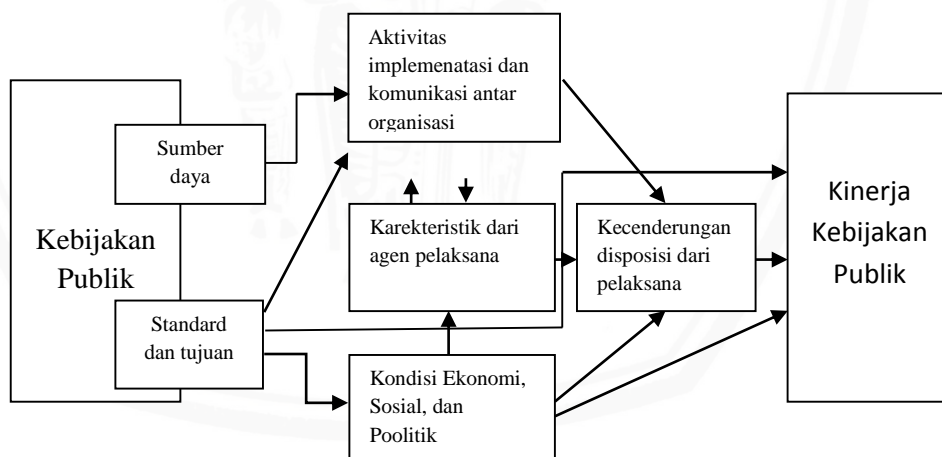 Kebijakan
Publik
Sumber
daya
Standard
dan tujuan
Aktivitas
implemenatasi dan
komunikasi antar
organisasi
Karekteristik dari
agen pelaksana
Kondisi Ekonomi,
Sosial, dan
Poolitik
Kecenderungan
disposisi dari
pelaksana
Kinerja
Kebijakan
Publik